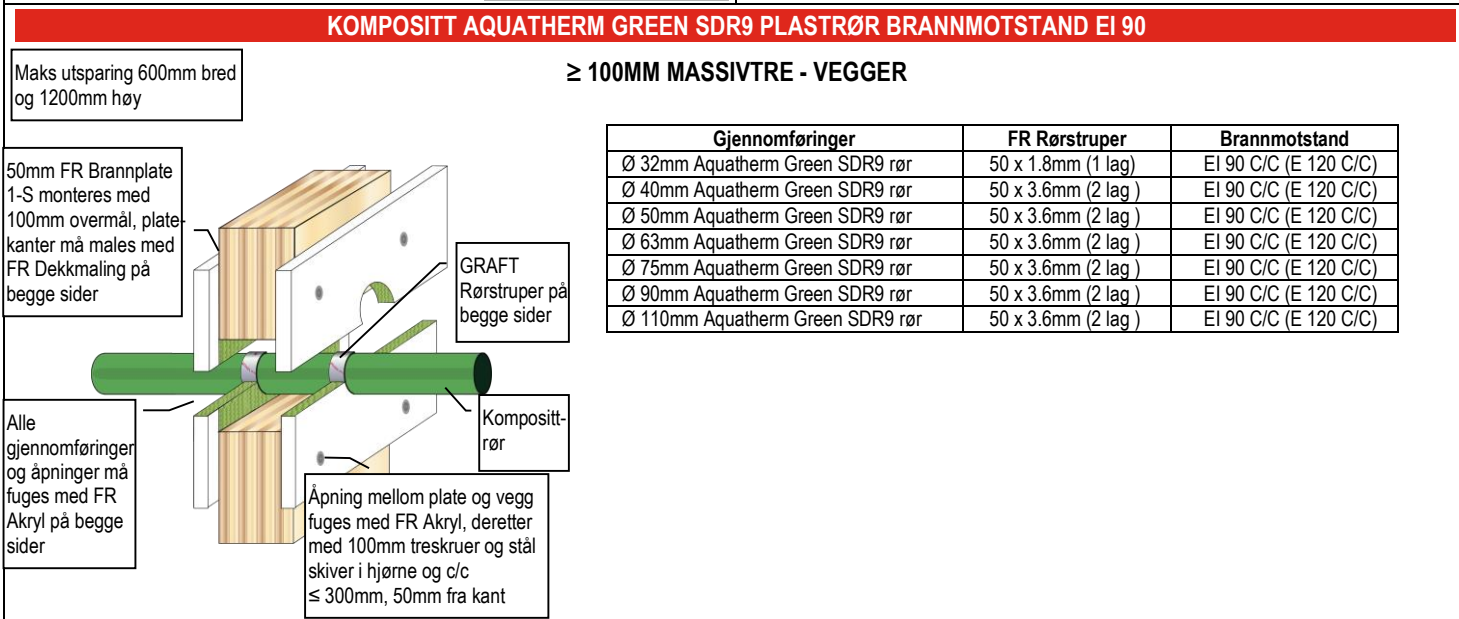 KOMPOSITT AQUATHERM GREEN SDR9 PLASTRØR BRANNMOTSTAND EI 90
Maks utsparing 600mm bred
og 1200mm høy
≥ 100MM MASSIVTRE - VEGGER
50mm FR Brannplate
1-S monteres med
100mm overmål, plate-
kanter må males med
FR Dekkmaling på
begge sider
GRAFT
Rørstruper på
begge sider
Alle
gjennomføringer
og åpninger må
fuges med FR
Akryl på begge
sider
Kompositt-
rør
Åpning mellom plate og vegg
fuges med FR Akryl, deretter
med 100mm treskruer og stål
skiver i hjørne og c/c
≤ 300mm, 50mm fra kant
Gjennomføringer FR Rørstruper Brannmotstand
Ø 32mm Aquatherm Green SDR9 rør 50 x 1.8mm (1 lag) EI 90 C/C (E 120 C/C)
Ø 40mm Aquatherm Green SDR9 rør 50 x 3.6mm (2 lag ) EI 90 C/C (E 120 C/C)
Ø 50mm Aquatherm Green SDR9 rør 50 x 3.6mm (2 lag ) EI 90 C/C (E 120 C/C)
Ø 63mm Aquatherm Green SDR9 rør 50 x 3.6mm (2 lag ) EI 90 C/C (E 120 C/C)
Ø 75mm Aquatherm Green SDR9 rør 50 x 3.6mm (2 lag ) EI 90 C/C (E 120 C/C)
Ø 90mm Aquatherm Green SDR9 rør 50 x 3.6mm (2 lag ) EI 90 C/C (E 120 C/C)
Ø 110mm Aquatherm Green SDR9 rør 50 x 3.6mm (2 lag ) EI 90 C/C (E 120 C/C)